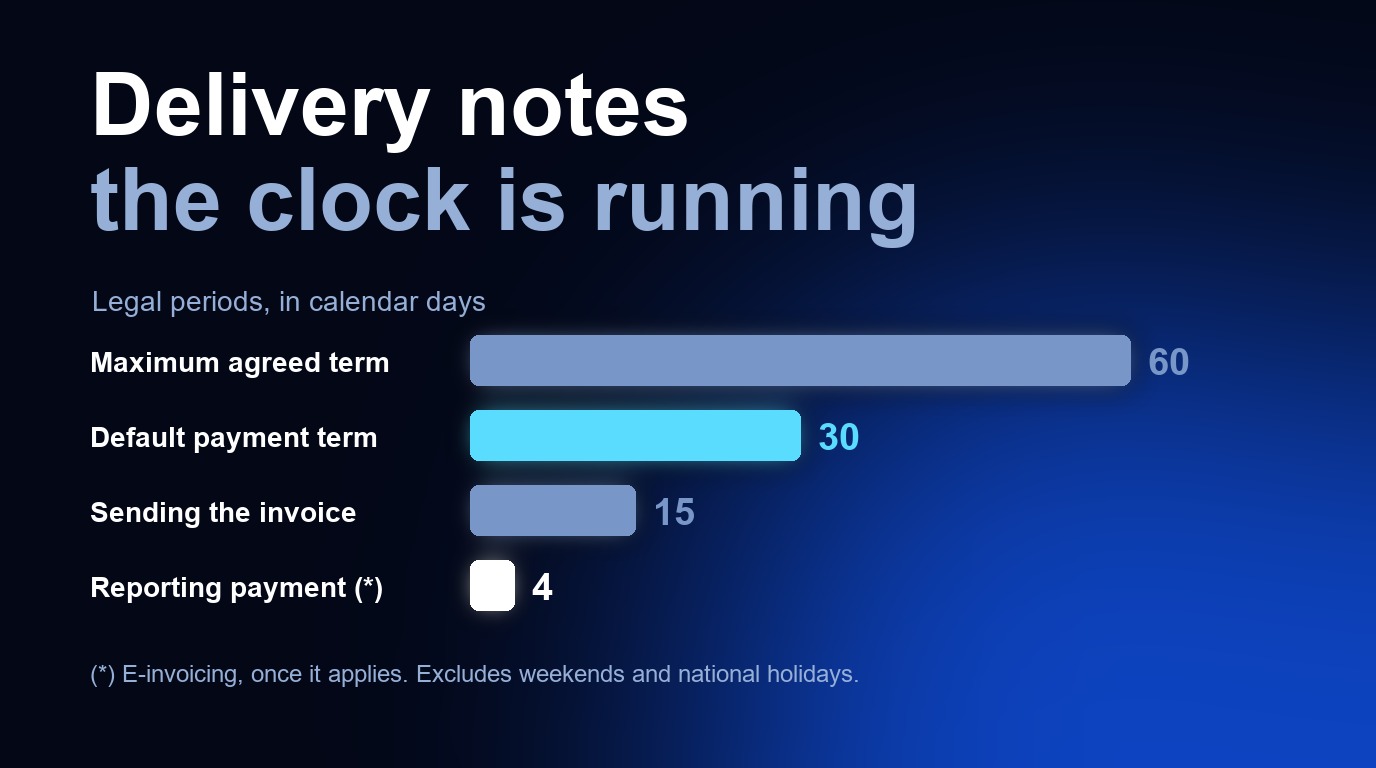 Delivery notes
the clock is running
Legal periods, in calendar days
Maximum agreed term 60
Default payment term 30
Sending the invoice 15
Reporting payment (*) 4
(*) E-invoicing, once it applies. Excludes weekends and national holidays.